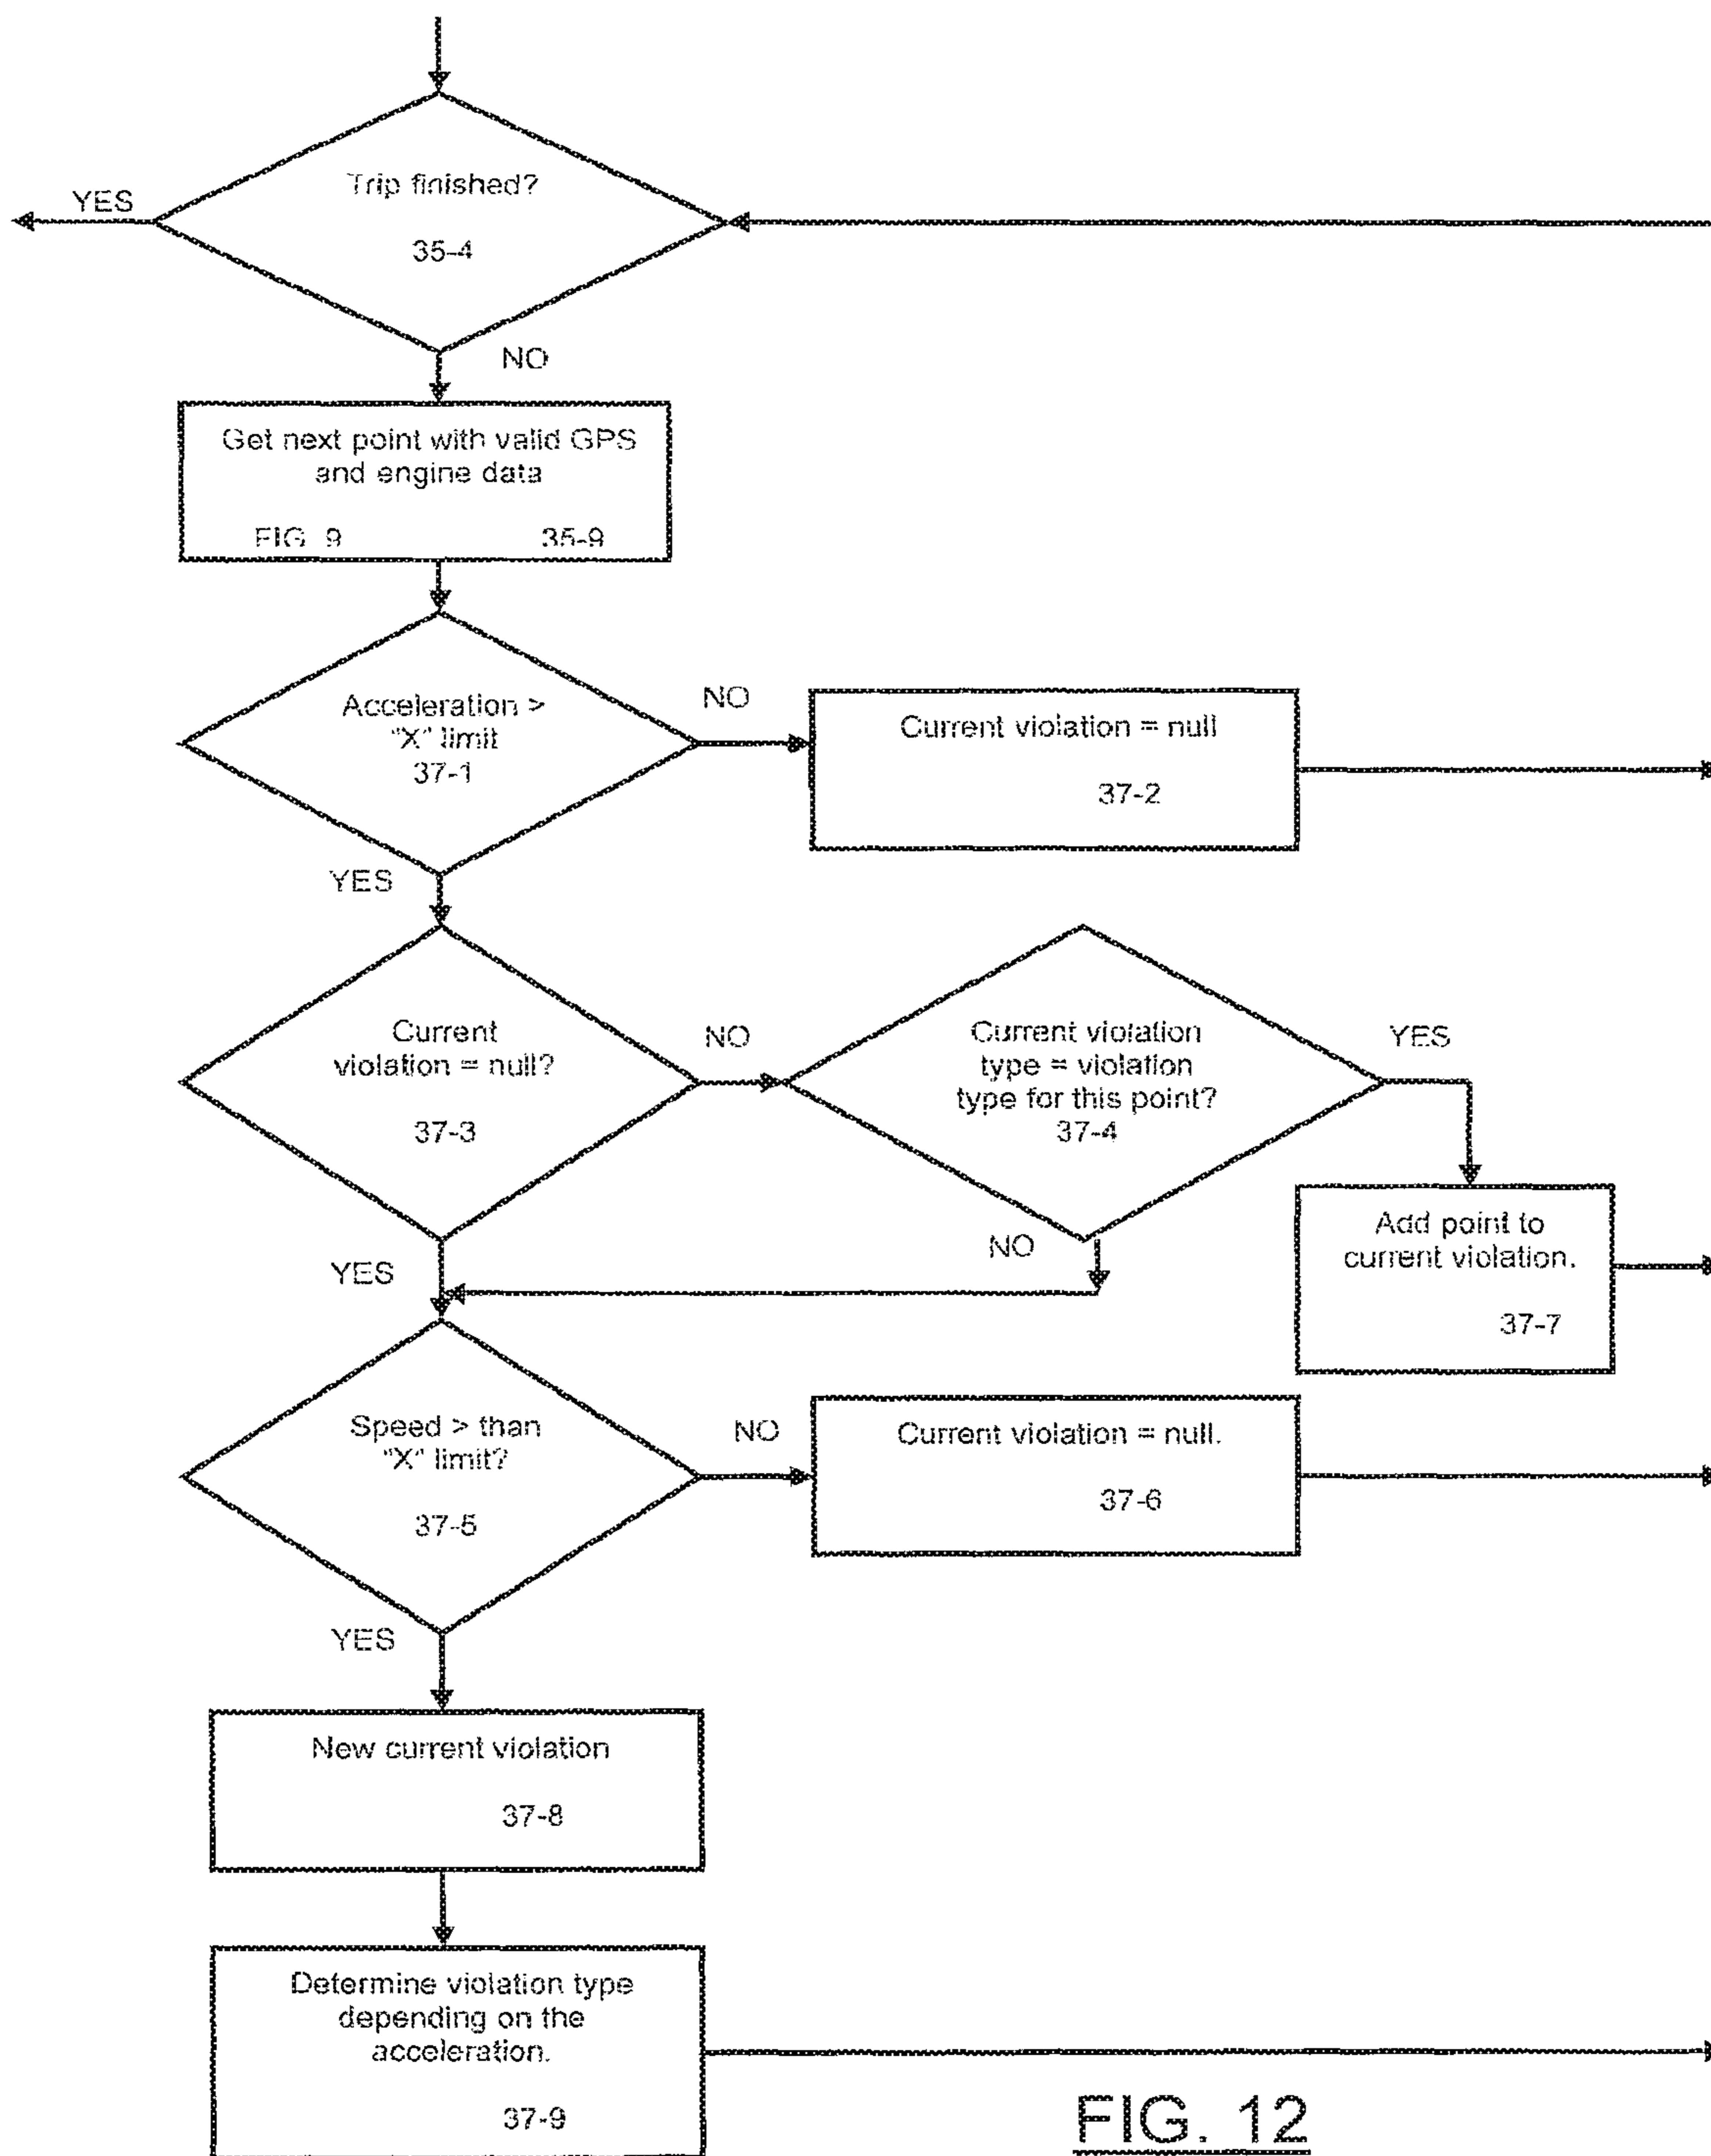 Trip finished?
YES
35-4
NO
Get next point with valid GPS
and engine data
FIG. 9
35-9
Acceleration >
"X" limit
37-1
NO
Current violation = null
37-2
YES
Current
violation = null?
37-3
NO
Current violation
type = violation
type for this point?
37-4
YES
Add point to
current violation.
37-7
NO
YES
Speed > than
"X" limit?
37-5
NO
Current violation = null.
37-6
YES
New current violation
37-8
Determine violation type
depending on the
acceleration.
37-9
FIG. 12